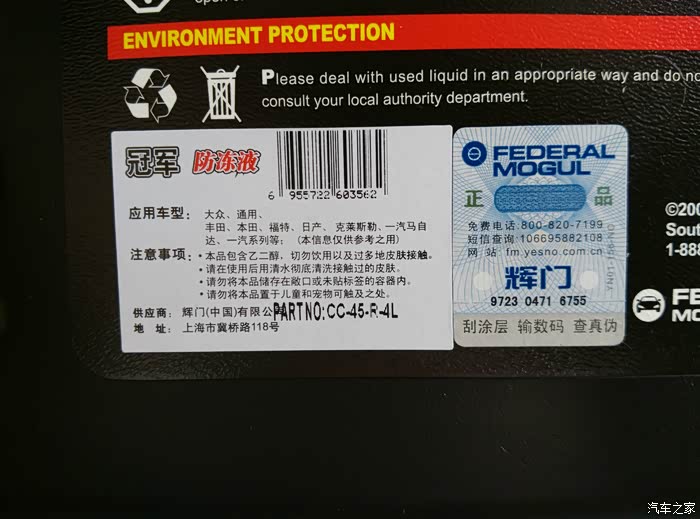 ENVIRONMENT PROTECTION
Please deal with used liquid in an appropriate way and do no
consult your local authority department.
冠军 防冻液
6 955722 603562
应用车型： 大众、通用、
丰田、本田、福特、日产、克莱斯勒、一汽马自
达、一汽系列等；（本信息仅供参考之用）
注意事项： ·本品包含乙二醇，切勿饮用以及过多地皮肤接触。
·请在使用后用清水彻底清洗接触过的皮肤。
·请勿将本品储存在敞口或未贴标签的容器内。
·请勿将本品置于儿童和宠物可触及之处。
供应商： 辉门(中国)有限公
PART NO:CC-45-R-4L
地 址： 上海市冀桥路118号
FEDERAL
MOGUL
正 品
免费电话:800-820-7199
短信查询:106695882108
网 站 fm.yesno.com.cn
辉门
9723 0471 6755
刮涂层 输数码 查真伪
©200
Sout
1-88
FE
MO
汽车之家